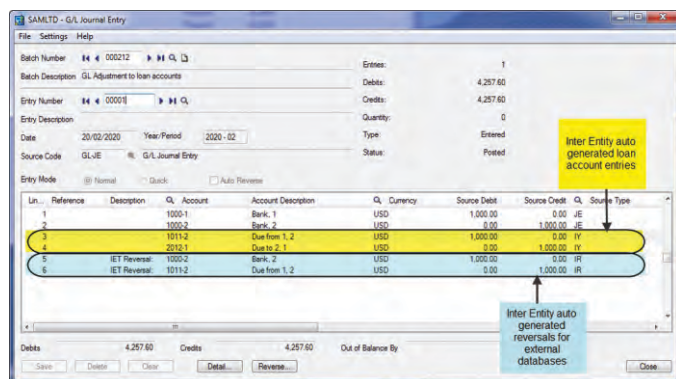 SAMLTD - G/L Journal Entry
File Settings Help
Batch Number 000212
Batch Description GL Adjustment to loan accounts
Entry Number 00001
Entry Description
Date 20/02/2020 Year/Period 2020 - 02
Source Code GL-JE G/L Journal Entry
Entry Mode Normal Quick Auto Reverse
Entries: 1
Debits: 4,257.60
Credits: 4,257.60
Quantity: 0
Type: Entered
Status: Posted
Inter Entity auto
generated loan
account entries
Lin... Reference Description Account Account Description Currency Source Debit Source Credit Source Type
1 1000-1 Bank, 1 USD 1,000.00 0.00 JE
2 1000-2 Bank, 2 USD 0.00 1,000.00 JE
3 1011-2 Due from 1, 2 USD 1,000.00 0.00 IY
4 2012-1 Due to 2, 1 USD 0.00 1,000.00 IY
5 IET Reversal: 1000-2 Bank, 2 USD 1,000.00 0.00 IR
6 IET Reversal: 1011-2 Due from 1, 2 USD 0.00 1,000.00 IR
Inter Entity auto
generated
reversals for
external
databases
Debits 4,257.60 Credits 4,257.60 Out of Balance By
Save Delete Clear Detail... Reverse... Close